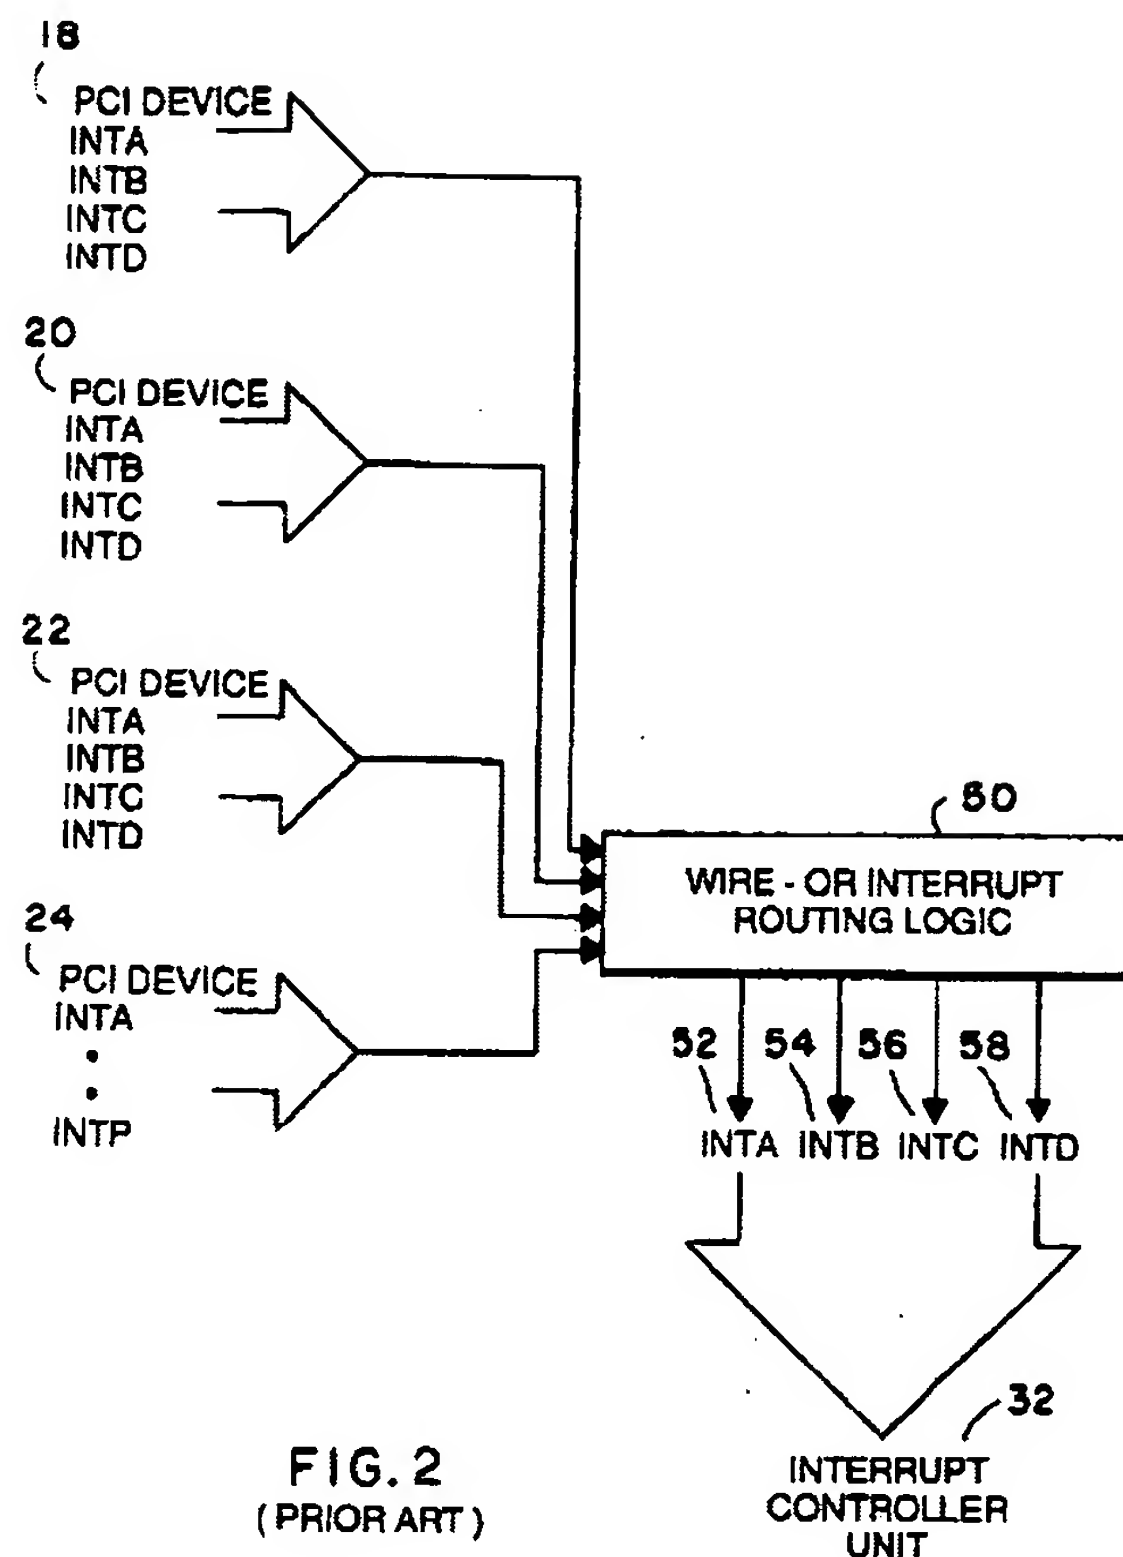 18
PCI DEVICE
INTA
INTB
INTC
INTD
20
PCI DEVICE
INTA
INTB
INTC
INTD
22
PCI DEVICE
INTA
INTB
INTC
INTD
24
PCI DEVICE
INTA
INTP
50
WIRE - OR INTERRUPT
ROUTING LOGIC
52 54 56 58
INTA INTB INTC INTD
32
INTERRUPT
CONTROLLER
UNIT
FIG. 2
(PRIOR ART)